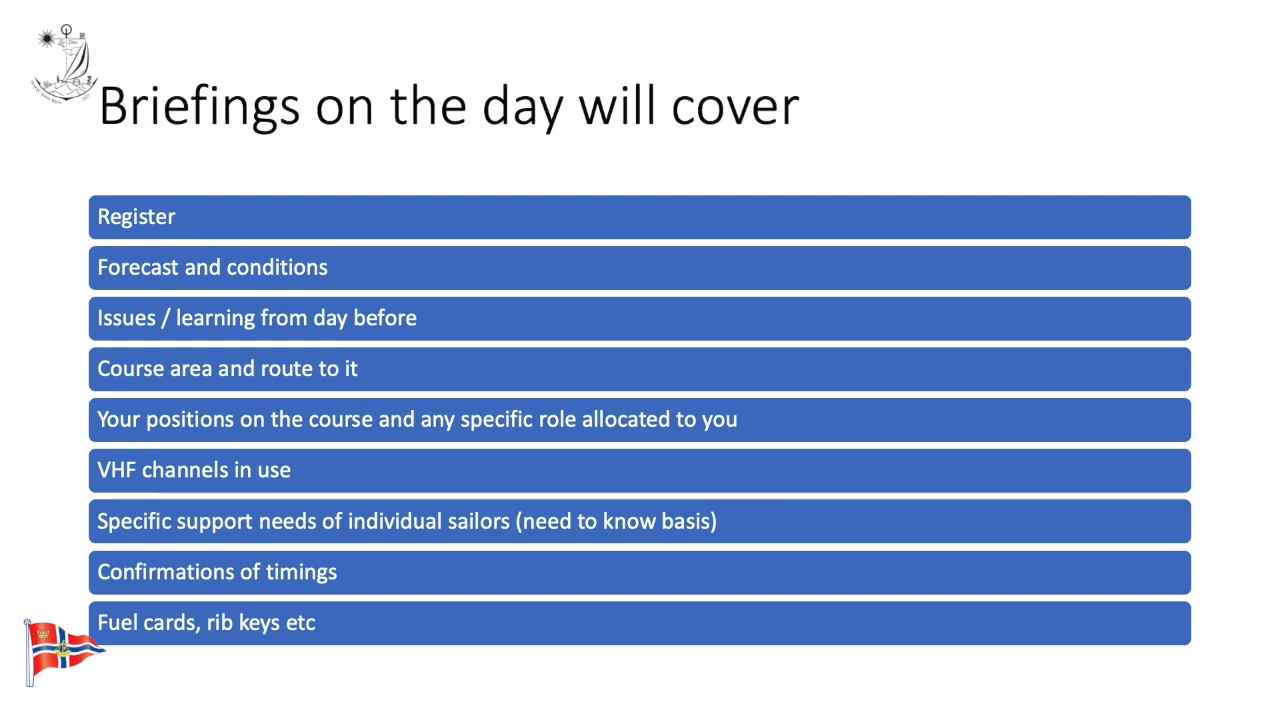 Briefings on the day will cover
Register
Forecast and conditions
Issues / learning from day before
Course area and route to it
Your positions on the course and any specific role allocated to you
VHF channels in use
Specific support needs of individual sailors (need to know basis)
Confirmations of timings
Fuel cards, rib keys etc